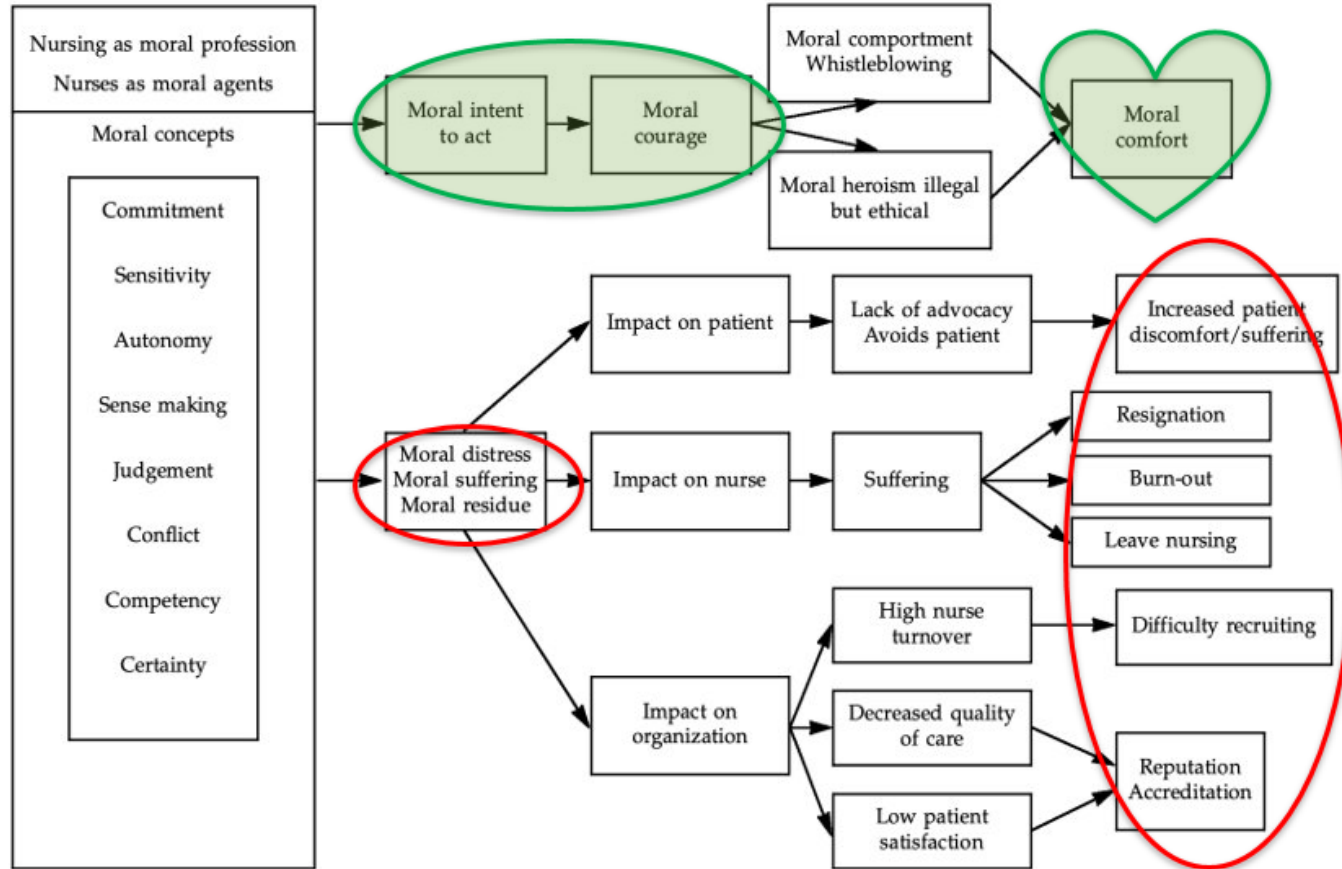 Nursing as moral profession
Nurses as moral agents
Moral concepts
Commitment
Sensitivity
Autonomy
Sense making
Judgement
Conflict
Competency
Certainty
Moral intent
to act
Moral
courage
Moral comportment
Whistleblowing
Moral heroism illegal
but ethical
Moral
comfort
Moral distress
Moral suffering
Moral residue
Impact on patient
Lack of advocacy
Avoids patient
Increased patient
discomfort/suffering
Impact on nurse
Suffering
Resignation
Burn-out
Leave nursing
Impact on
organization
High nurse
turnover
Difficulty recruiting
Decreased quality
of care
Low patient
satisfaction
Reputation
Accreditation